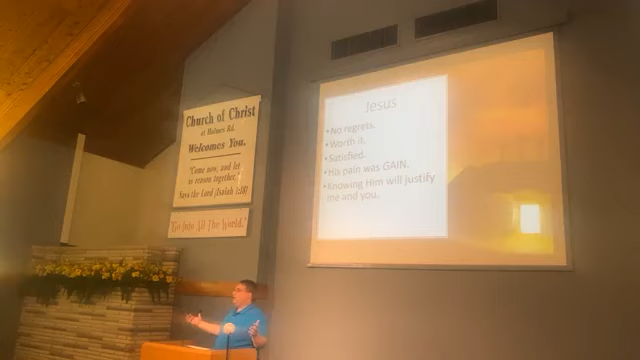 Church of Christ
at Holmes Rd.
Welcomes You.
"Come now, and let
us reason together,"
Says the Lord (Isaiah 1:18)
"Go Into All The World."
Jesus
• No regrets.
• Worth it.
• Satisfied.
• His pain was GAIN.
• Knowing Him will justify
me and you.